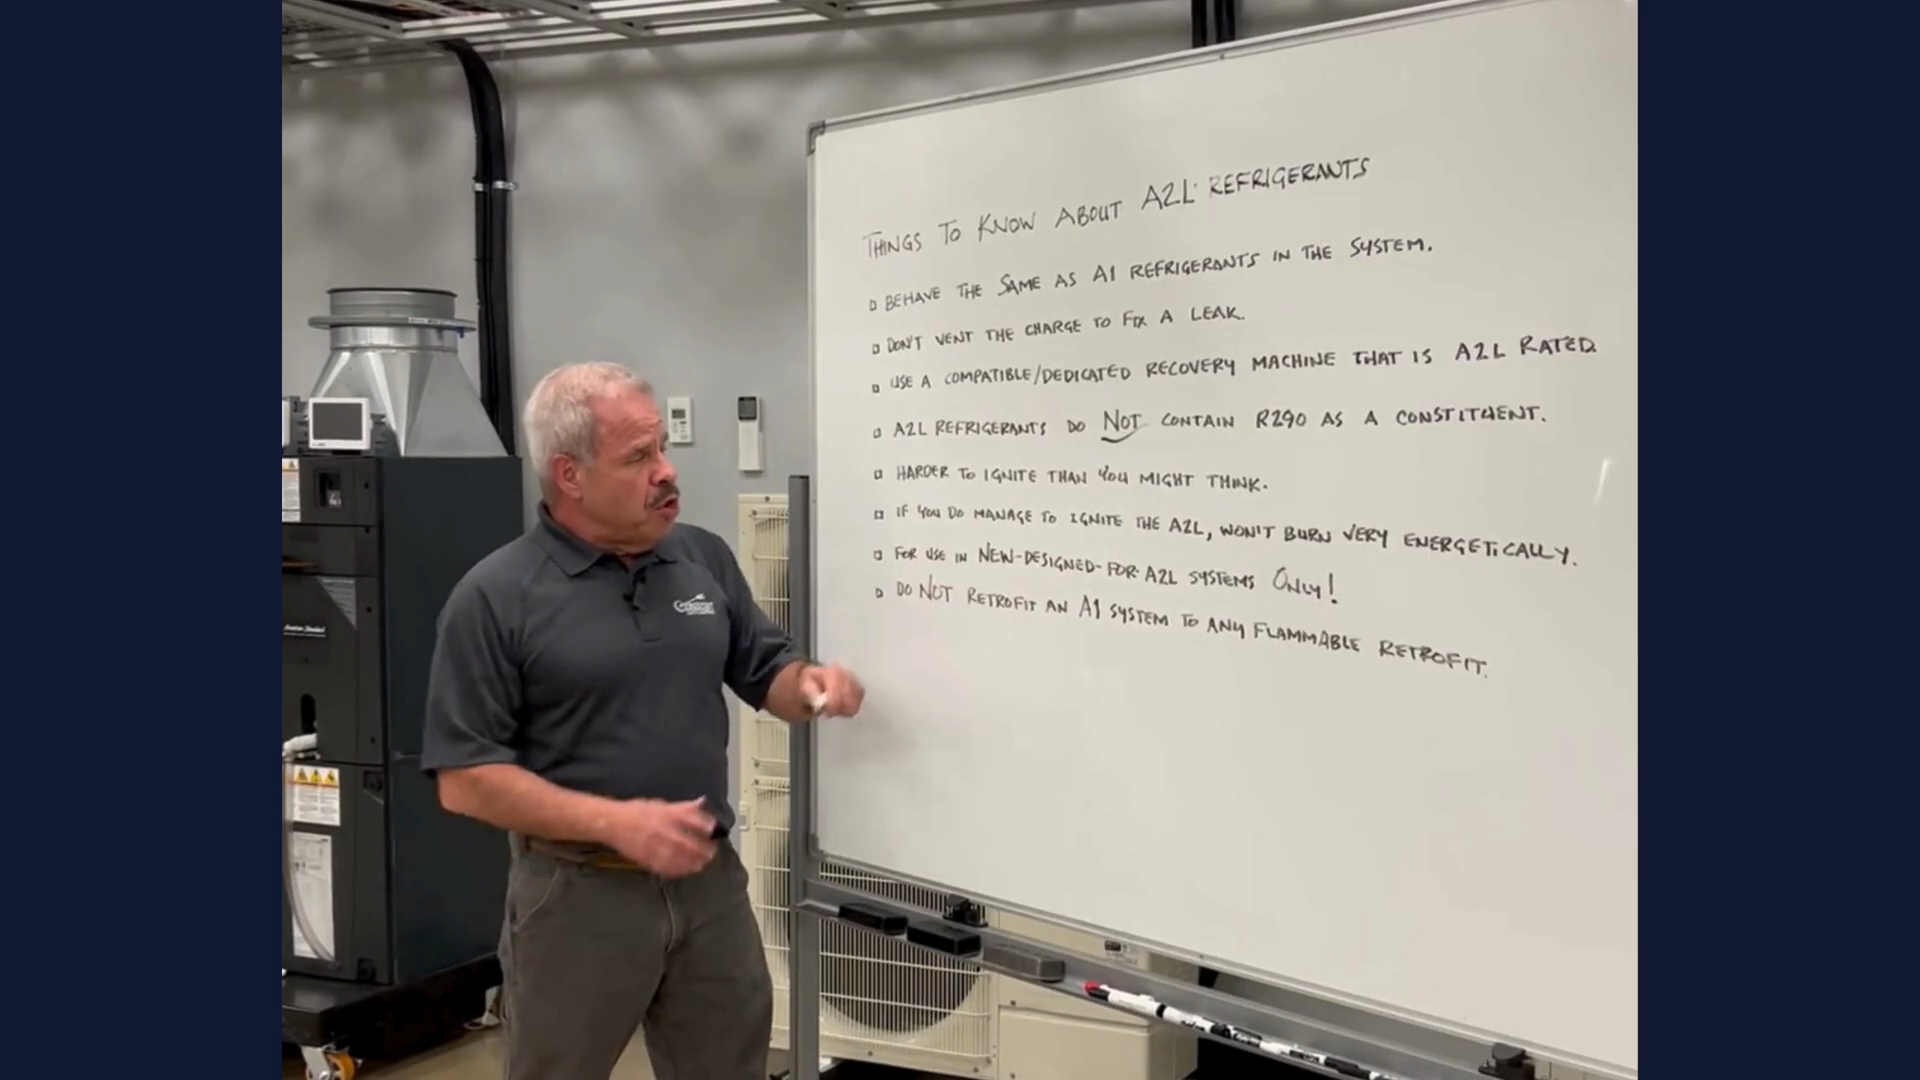 THINGS TO KNOW ABOUT A2L REFRIGERANTS
BEHAVE THE SAME AS A1 REFRIGERANTS IN THE SYSTEM.
DON'T VENT THE CHARGE TO FIX A LEAK.
USE A COMPATIBLE/DEDICATED RECOVERY MACHINE THAT IS A2L RATED.
A2L REFRIGERANTS DO NOT CONTAIN R290 AS A CONSTITUENT.
HARDER TO IGNITE THAN YOU MIGHT THINK.
IF YOU DO MANAGE TO IGNITE THE A2L, WON'T BURN VERY ENERGETICALLY.
FOR USE IN NEW-DESIGNED-FOR-A2L SYSTEMS ONLY!
DO NOT RETROFIT AN A1 SYSTEM TO ANY FLAMMABLE RETROFIT.
American Standard